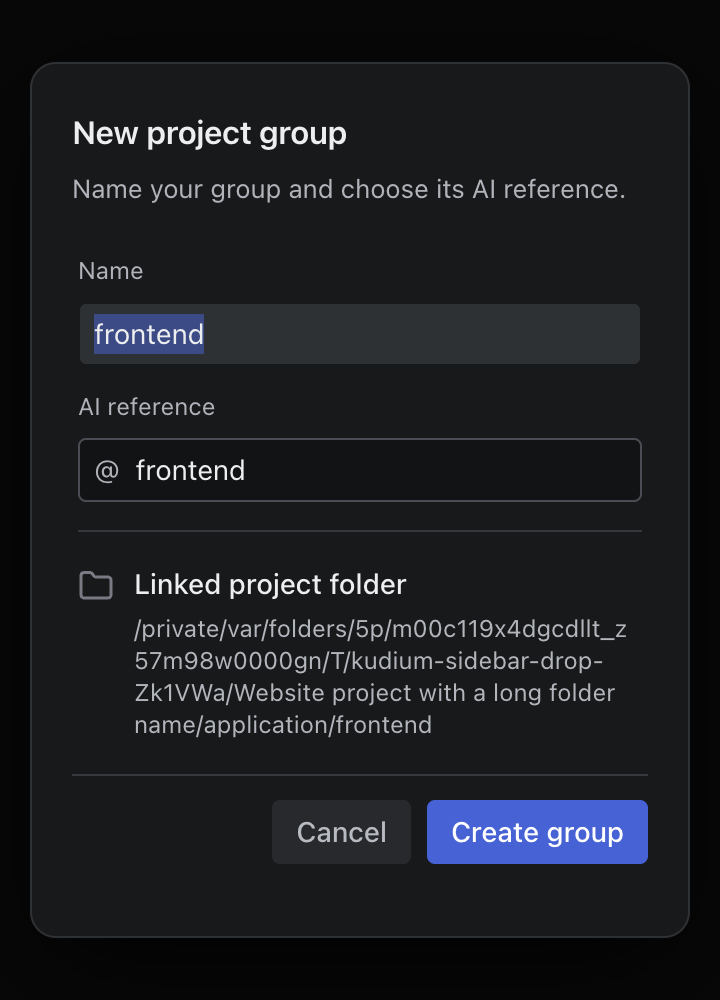 New project group
Name your group and choose its AI reference.
Name
frontend
AI reference
@ frontend
Linked project folder
/private/var/folders/5p/m00c119x4dgcdllt_z
57m98w0000gn/T/kudium-sidebar-drop-
Zk1VWa/Website project with a long folder
name/application/frontend
Cancel
Create group